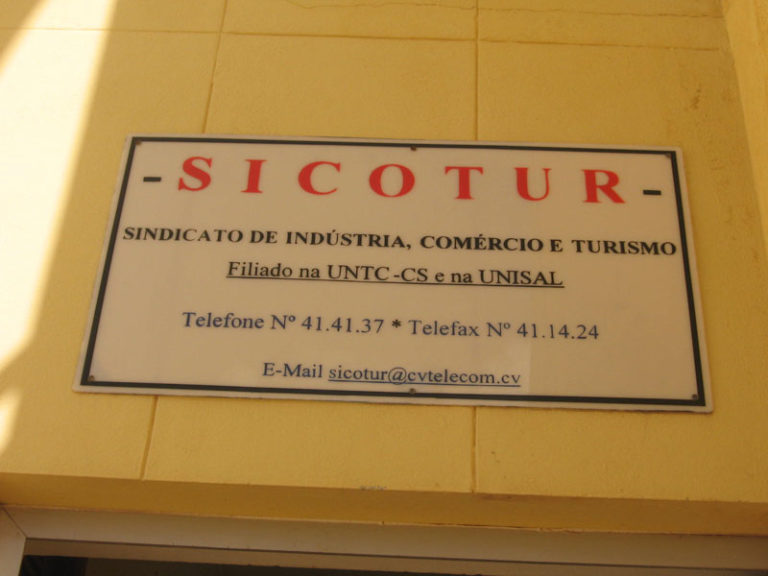 - SICOTUR -
SINDICATO DE INDÚSTRIA, COMÉRCIO E TURISMO
Filiado na UNTC -CS e na UNISAL
Telefone Nº 41.41.37 * Telefax Nº 41.14.24
E-Mail sicotur@cvtelecom.cv